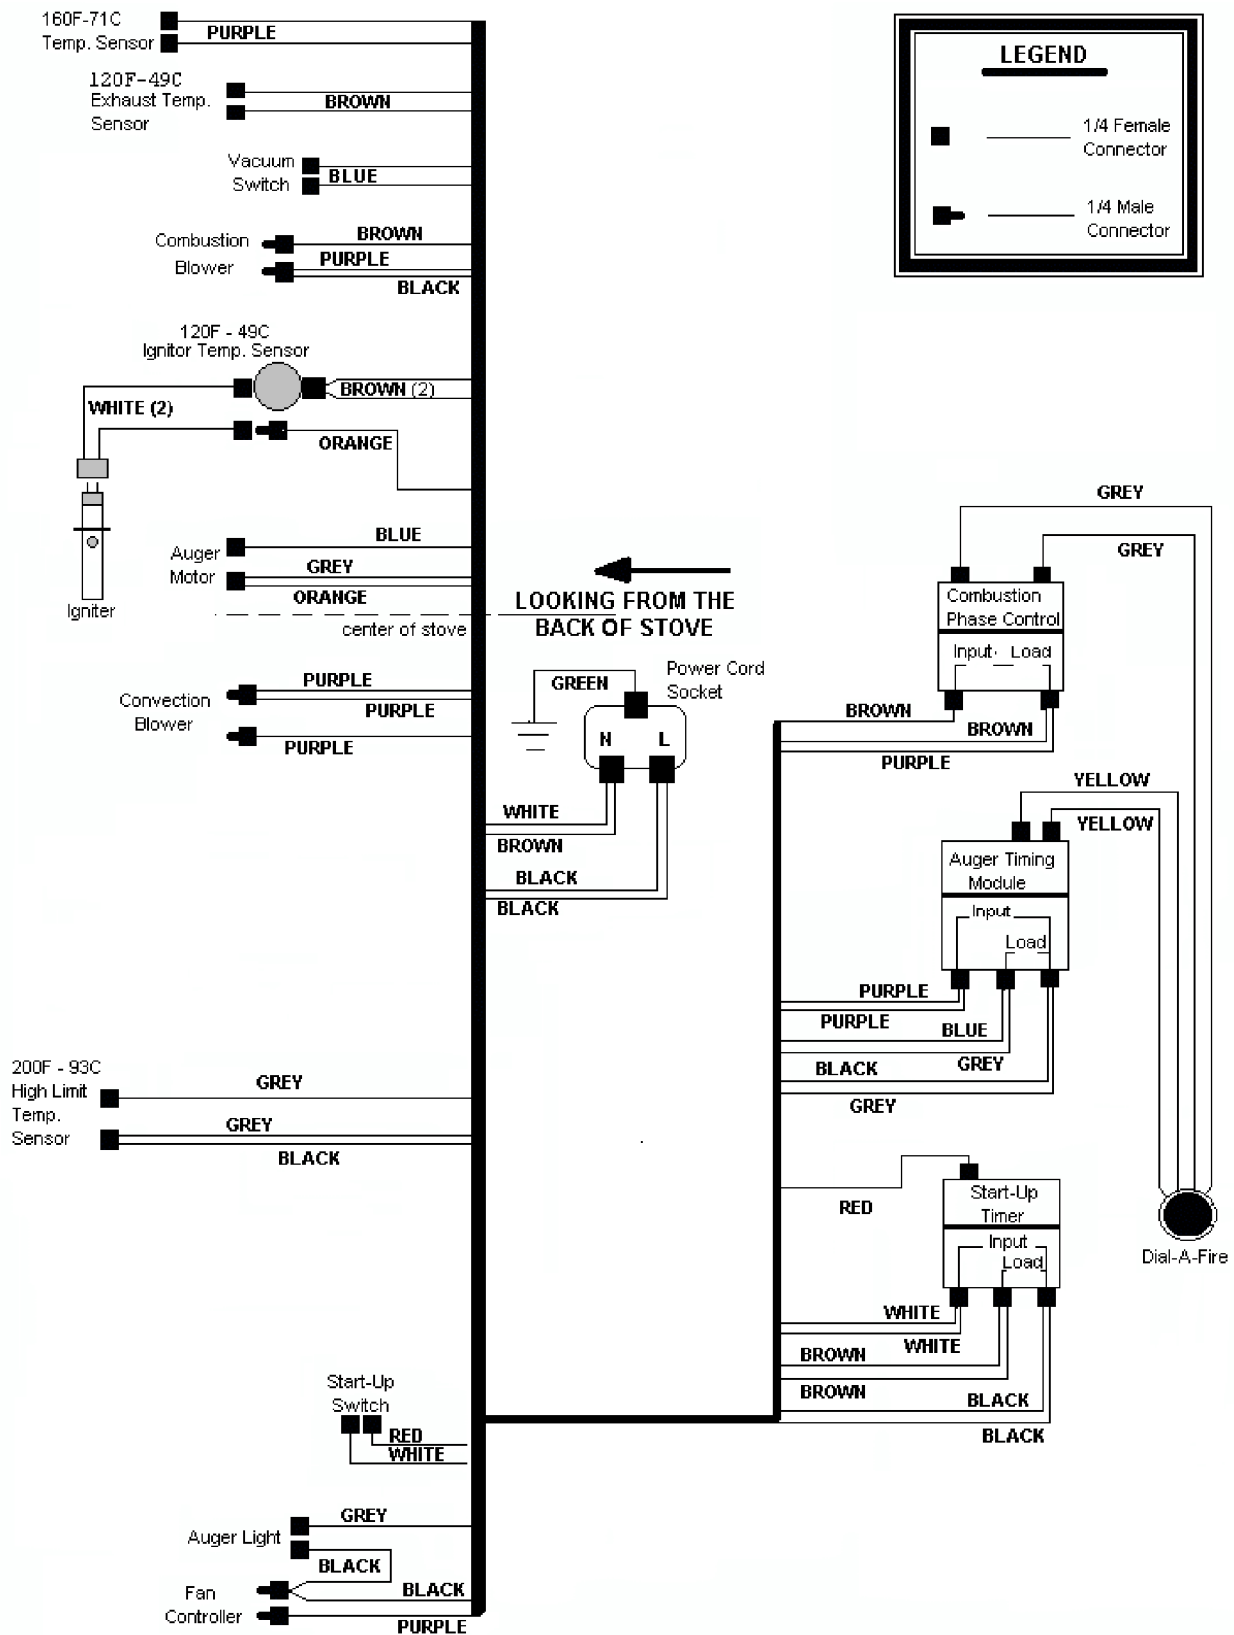 160F-71C
Temp. Sensor
PURPLE
120F-49C
Exhaust Temp.
Sensor
BROWN
Vacuum
Switch
BLUE
Combustion
Blower
BROWN
PURPLE
BLACK
120F - 49C
Ignitor Temp. Sensor
BROWN (2)
WHITE (2)
ORANGE
Igniter
Auger
Motor
BLUE
GREY
ORANGE
center of stove
LOOKING FROM THE
BACK OF STOVE
Convection
Blower
PURPLE
PURPLE
PURPLE
Power Cord
Socket
GREEN
N L
WHITE
BROWN
BLACK
BLACK
200F - 93C
High Limit
Temp.
Sensor
GREY
GREY
BLACK
Start-Up
Switch
RED
WHITE
Auger Light
GREY
BLACK
Fan
Controller
BLACK
PURPLE
LEGEND
1/4 Female
Connector
1/4 Male
Connector
GREY
GREY
Combustion
Phase Control
Input Load
BROWN
BROWN
PURPLE
YELLOW
YELLOW
Auger Timing
Module
Input
Load
PURPLE
PURPLE
BLUE
GREY
BLACK
GREY
RED
Start-Up
Timer
Input
Load
WHITE
WHITE
BROWN
BROWN
BLACK
BLACK
Dial-A-Fire